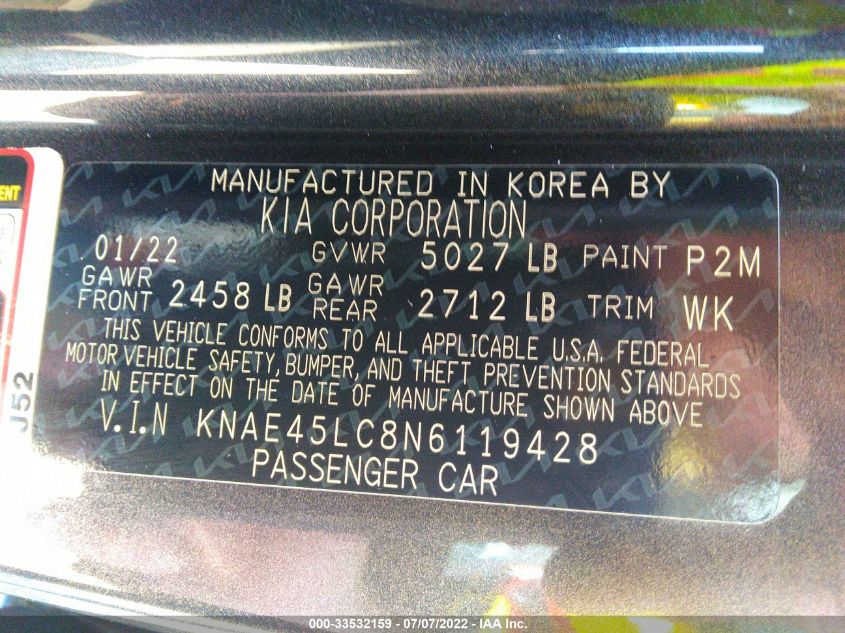 MENT
J52
MANUFACTURED IN KOREA BY
KIA CORPORATION
01/22 GVWR 5027 LB PAINT P2M
GAWR FRONT 2458 LB GAWR REAR 2712 LB TRIM WK
THIS VEHICLE CONFORMS TO ALL APPLICABLE U.S.A. FEDERAL
MOTOR VEHICLE SAFETY, BUMPER, AND THEFT PREVENTION STANDARDS
IN EFFECT ON THE DATE OF MANUFACTURE SHOWN ABOVE
V.I.N KNAE45LC8N6119428
PASSENGER CAR
000-33532159 - 07/07/2022 - IAA Inc.